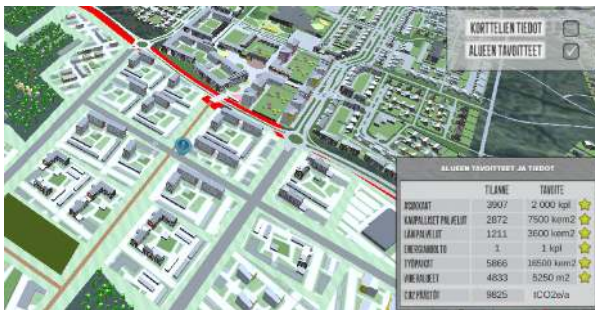 KORTTELIEN TIEDOT
ALUEEN TAVOITTEET
ALUEEN TAVOITTEET JA TIEDOT
TILANNE TAVOITE
ASUKKAAT 3907 2 000 kpl
KAUPALLISET PALVELUT 2872 7500 kem2
LÄHIPALVELUT 1211 3600 kem2
ENERGIAHUOLTO 1 1 kpl
TYÖPAIKAT 5866 16500 kem2
VIHERALUEET 4833 5250 m2
CO2 PÄÄSTÖT 9825 tCO2e/a